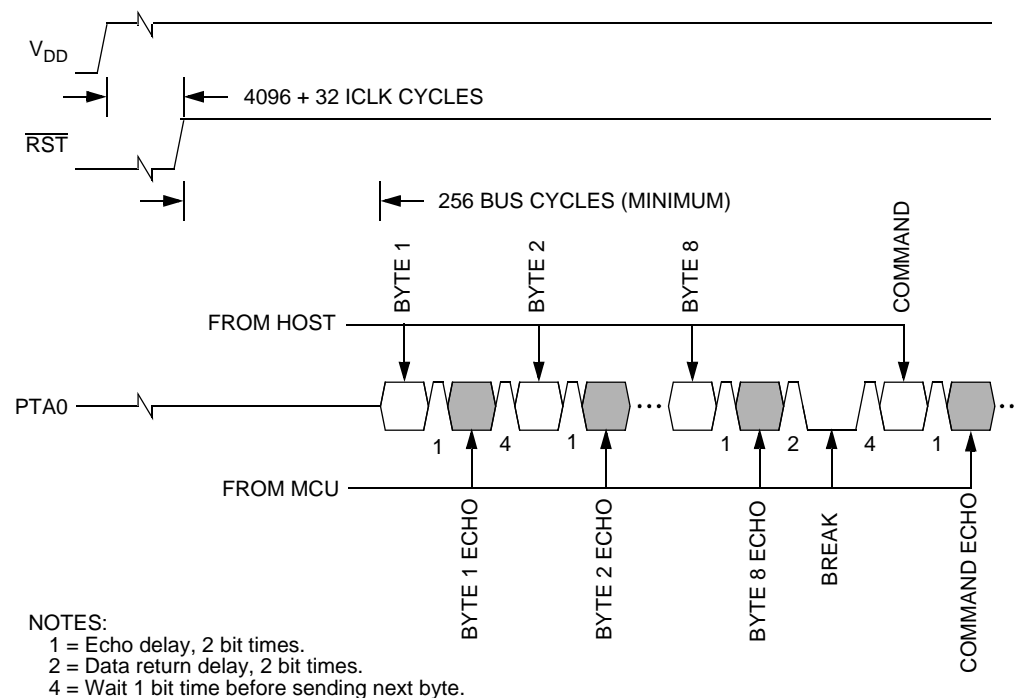 VDD
4096 + 32 ICLK CYCLES
RST
256 BUS CYCLES (MINIMUM)
BYTE 1
BYTE 2
BYTE 8
COMMAND
FROM HOST
PTA0
...
..
1
4
1
1
2
4
1
FROM MCU
BYTE 1 ECHO
BYTE 2 ECHO
BYTE 8 ECHO
BREAK
COMMAND ECHO
NOTES:
1 = Echo delay, 2 bit times.
2 = Data return delay, 2 bit times.
4 = Wait 1 bit time before sending next byte.